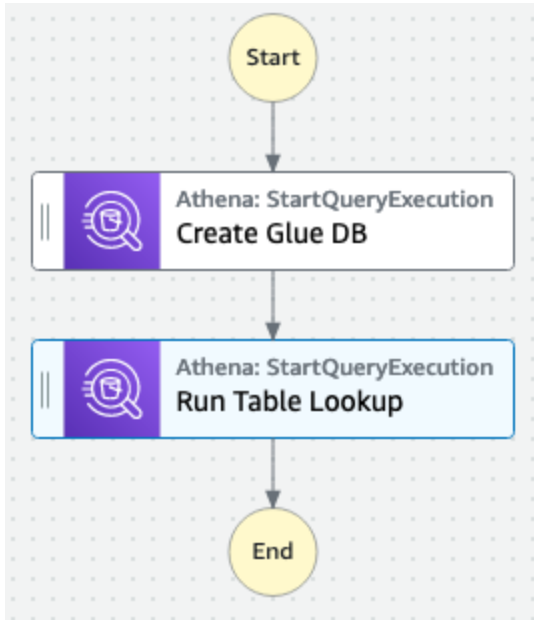 Start
Athena: StartQueryExecution
Create Glue DB
Athena: StartQueryExecution
Run Table Lookup
End